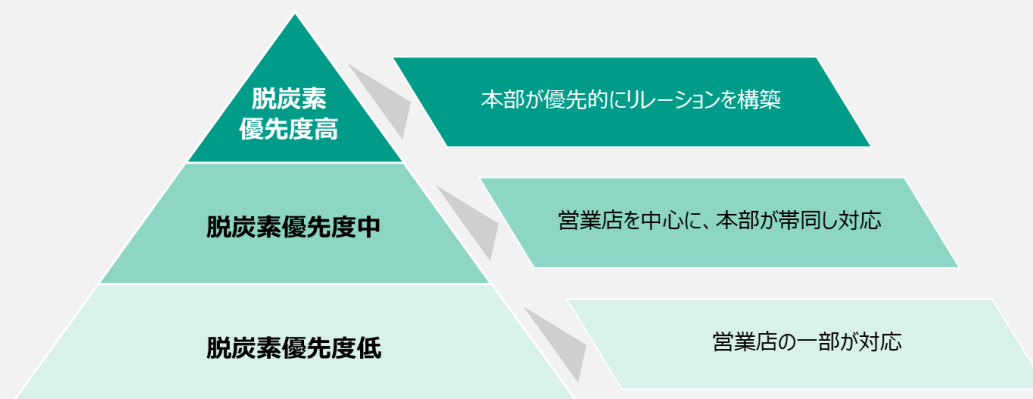 脱炭素
優先度高
本部が優先的にリレーションを構築
脱炭素優先度中
営業店を中心に、本部が帯同し対応
脱炭素優先度低
営業店の一部が対応